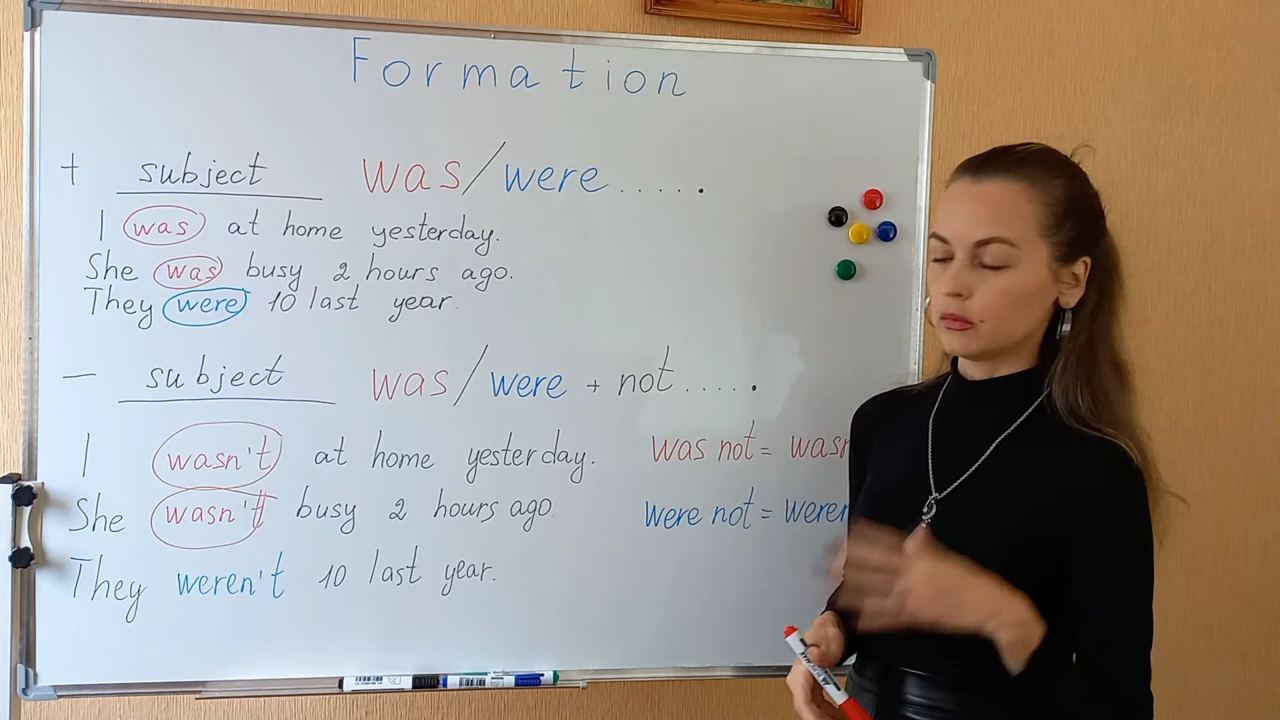 Formation
+ subject was/were.....
I was at home yesterday.
She was busy 2 hours ago.
They were 10 last year.
– subject was/were + not.....
I wasn't at home yesterday.
was not = wasn
She wasn't busy 2 hours ago
were not = weren
They weren't 10 last year.